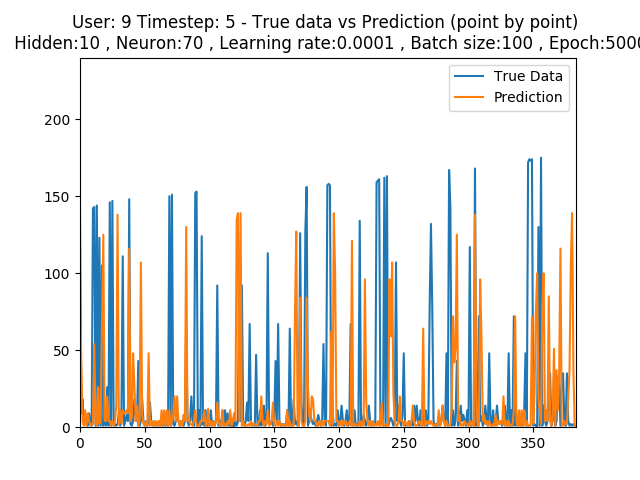 User: 9 Timestep: 5 - True data vs Prediction (point by point)
Hidden:10 , Neuron:70 , Learning rate:0.0001 , Batch size:100 , Epoch:5000
True Data
Prediction
200
150
100
50
0
0 50 100 150 200 250 300 350